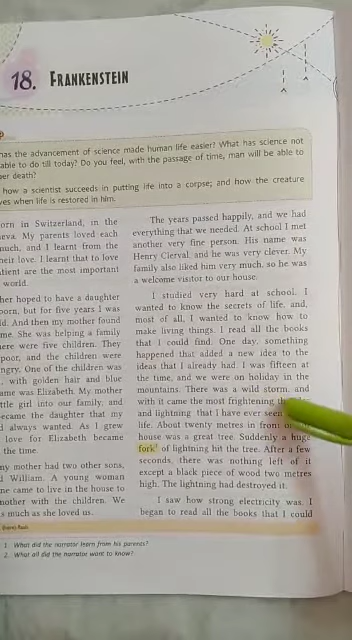 18. FRANKENSTEIN
has the advancement of science made human life easier? What has science not
able to do till today? Do you feel, with the passage of time, man will be able to
er death?
how a scientist succeeds in putting life into a corpse; and how the creature
ves when life is restored in him.
orn in Switzerland, in the
eva. My parents loved each
much, and I learnt from the
heir love. I learnt that to love
tient are the most important
world.
her hoped to have a daughter
born, but for five years I was
ld. And then my mother found
me. She was helping a family
ere were five children. They
poor, and the children were
ngry. One of the children was
, with golden hair and blue
ame was Elizabeth. My mother
ttle girl into our family, and
ecame the daughter that my
d always wanted. As I grew
love for Elizabeth became
the time.
my mother had two other sons,
d William. A young woman
ne came to live in the house to
mother with the children. We
s much as she loved us.
The years passed happily, and we had
everything that we needed. At school I met
another very fine person. His name was
Henry Clerval, and he was very clever. My
family also liked him very much, so he was
a welcome visitor to our house.
I studied very hard at school. I
wanted to know the secrets of life, and,
most of all, I wanted to know how to
make living things. I read all the books
that I could find. One day, something
happened that added a new idea to the
ideas that I already had. I was fifteen at
the time, and we were on holiday in the
mountains. There was a wild storm, and
with it came the most frightening
and lightning that I have ever seen
life. About twenty metres in front
house was a great tree. Suddenly a huge
fork¹ of lightning hit the tree. After a few
seconds, there was nothing left of it
except a black piece of wood two metres
high. The lightning had destroyed it.
I saw how strong electricity was. I
began to read all the books that I could
1. What did the narrator learn from his parents?
2. What all did the narrator want to know?